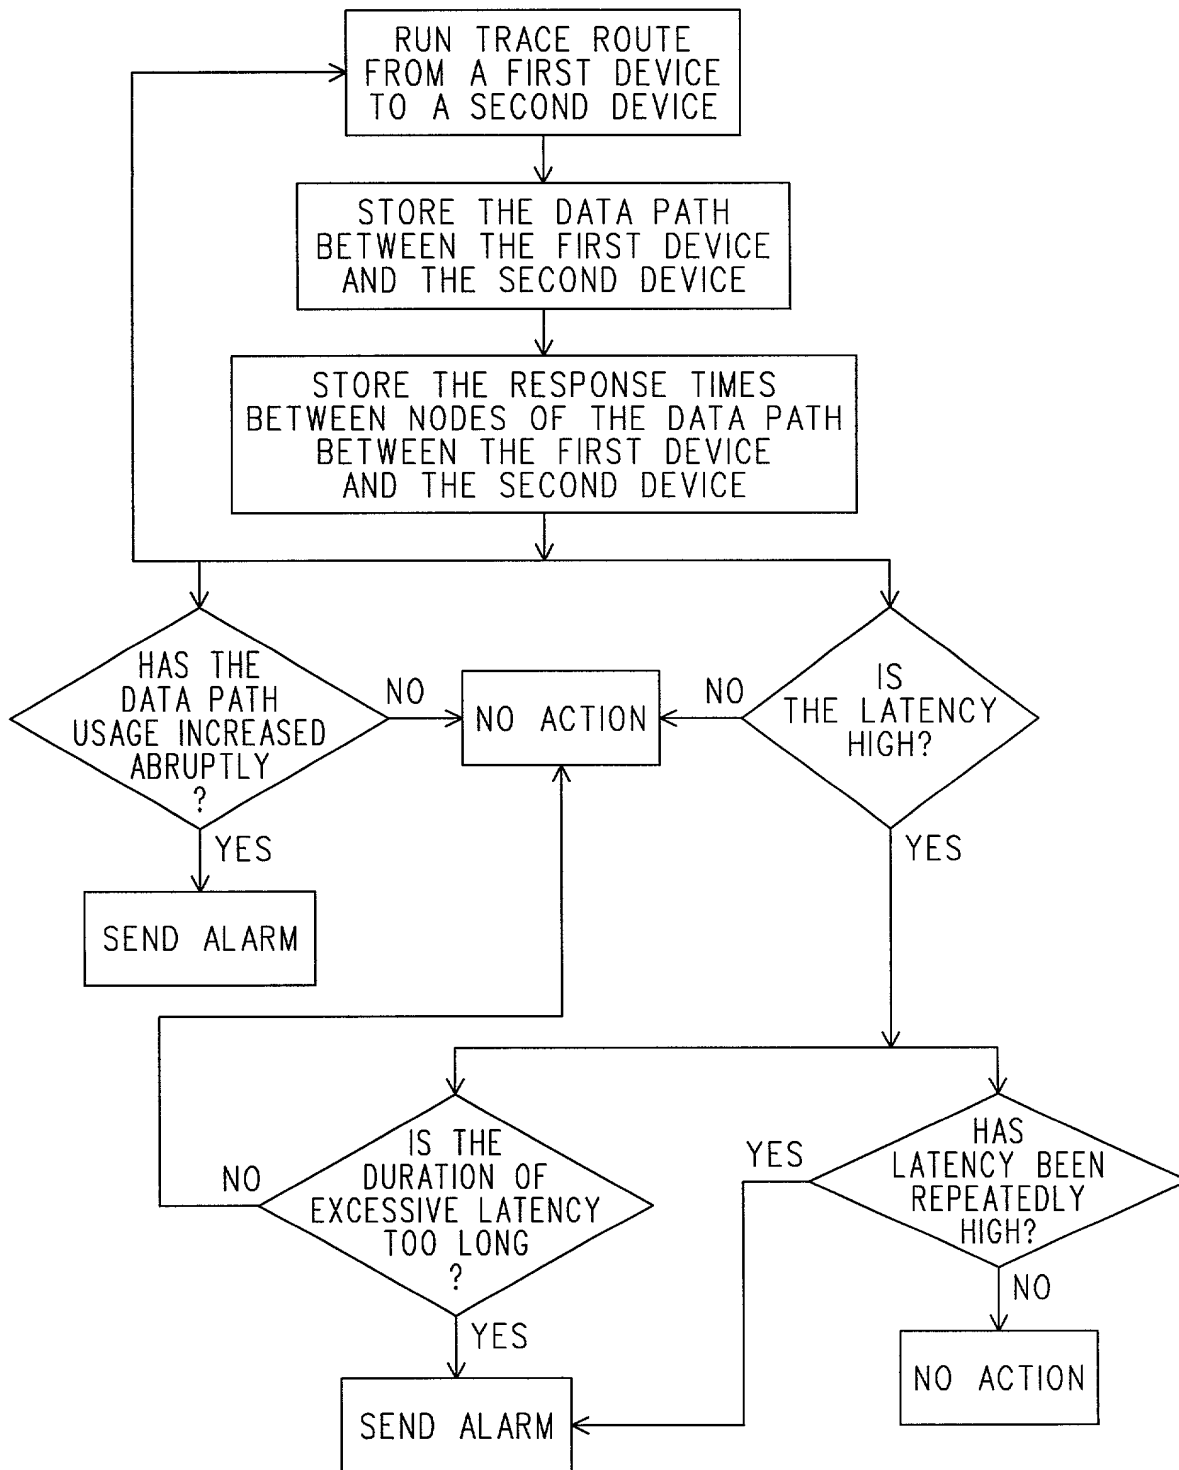 RUN TRACE ROUTE
FROM A FIRST DEVICE
TO A SECOND DEVICE
STORE THE DATA PATH
BETWEEN THE FIRST DEVICE
AND THE SECOND DEVICE
STORE THE RESPONSE TIMES
BETWEEN NODES OF THE DATA PATH
BETWEEN THE FIRST DEVICE
AND THE SECOND DEVICE
HAS THE
DATA PATH
USAGE INCREASED
ABRUPTLY
?
NO
NO ACTION
NO
IS
THE LATENCY
HIGH?
YES
SEND ALARM
YES
NO
IS THE
DURATION OF
EXCESSIVE LATENCY
TOO LONG
?
YES
HAS
LATENCY BEEN
REPEATEDLY
HIGH?
YES
SEND ALARM
NO
NO ACTION